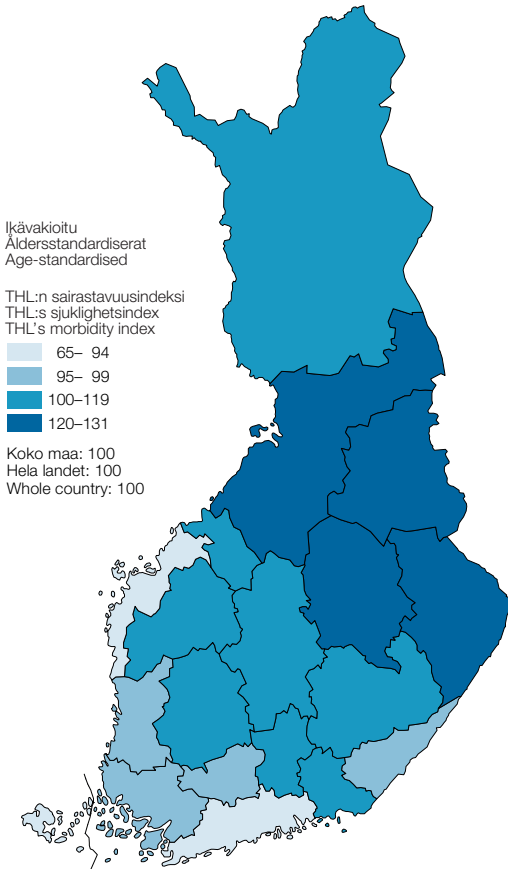 Ikävakioitu
Åldersstandardiserat
Age-standardised
THL:n sairastavuusindeksi
THL:s sjuklighetsindex
THL's morbidity index
65– 94
95– 99
100–119
120–131
Koko maa: 100
Hela landet: 100
Whole country: 100